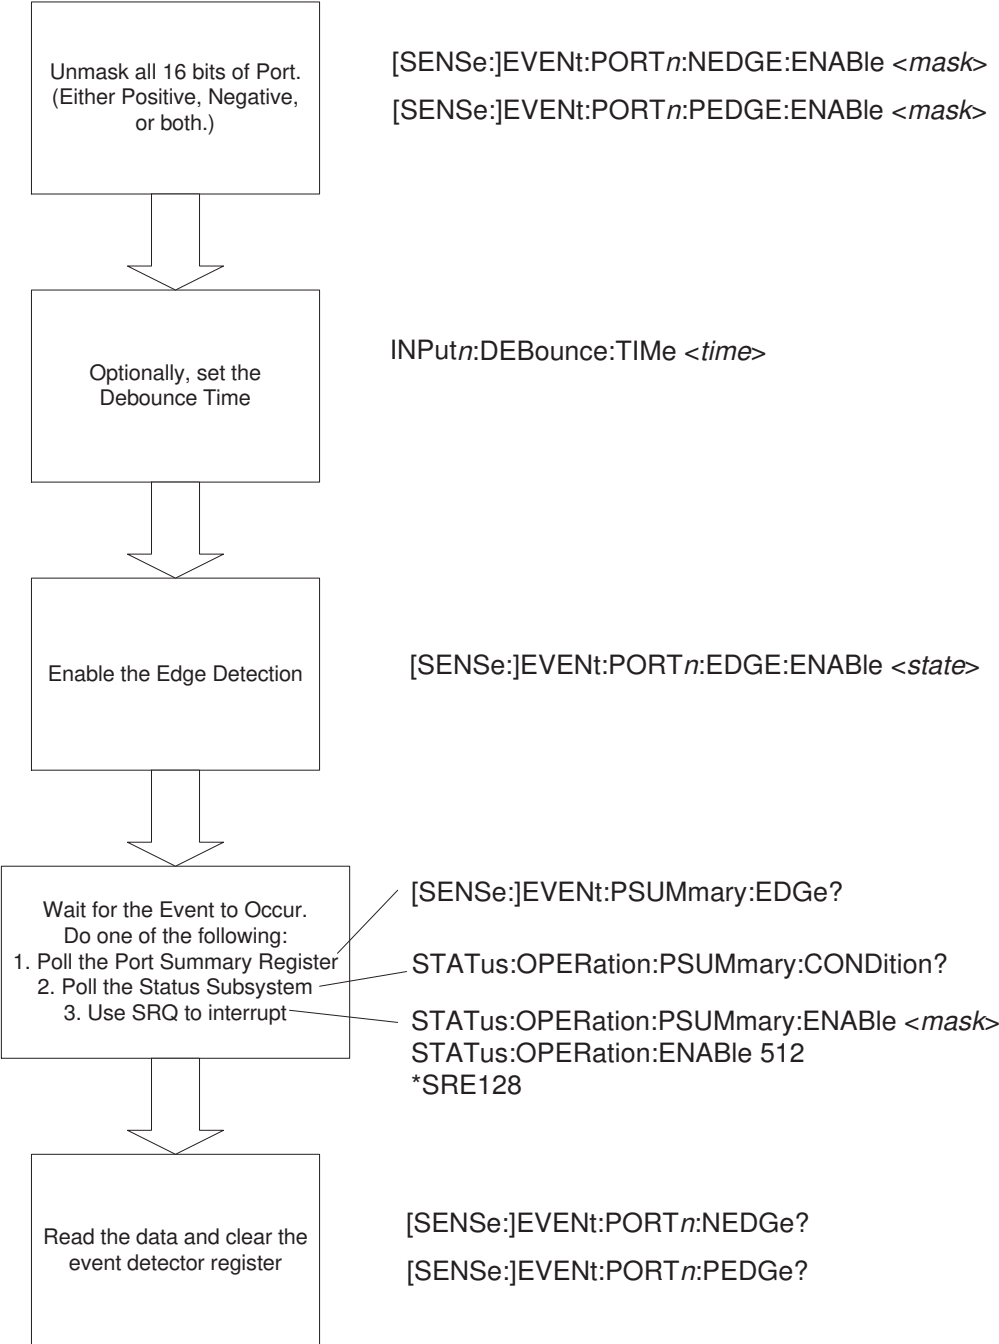 Unmask all 16 bits of Port.
(Either Positive, Negative,
or both.)
[SENSe:]EVENt:PORTn:NEDGE:ENABle <mask>
[SENSe:]EVENt:PORTn:PEDGE:ENABle <mask>
Optionally, set the
Debounce Time
INPutn:DEBounce:TIMe <time>
Enable the Edge Detection
[SENSe:]EVENt:PORTn:EDGE:ENABle <state>
Wait for the Event to Occur.
Do one of the following:
1. Poll the Port Summary Register
2. Poll the Status Subsystem
3. Use SRQ to interrupt
[SENSe:]EVENt:PSUMmary:EDGe?
STATus:OPERation:PSUMmary:CONDition?
STATus:OPERation:PSUMmary:ENABle <mask>
STATus:OPERation:ENABle 512
*SRE128
Read the data and clear the
event detector register
[SENSe:]EVENt:PORTn:NEDGe?
[SENSe:]EVENt:PORTn:PEDGe?